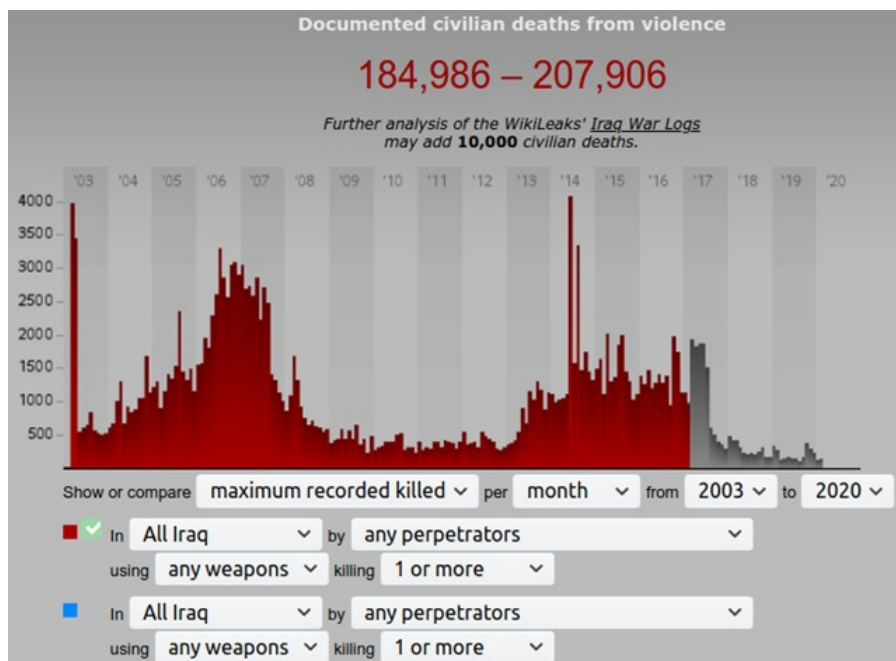 Documented civilian deaths from violence
184,986 – 207,906
Further analysis of the WikiLeaks' Iraq War Logs
may add 10,000 civilian deaths.
'03 '04 '05 '06 '07 '08 '09 '10 '11 '12 '13 '14 '15 '16 '17 '18 '19 '20
4000
3500
3000
2500
2000
1500
1000
500
Show or compare maximum recorded killed per month from 2003 to 2020
In All Iraq by any perpetrators
using any weapons killing 1 or more
In All Iraq by any perpetrators
using any weapons killing 1 or more